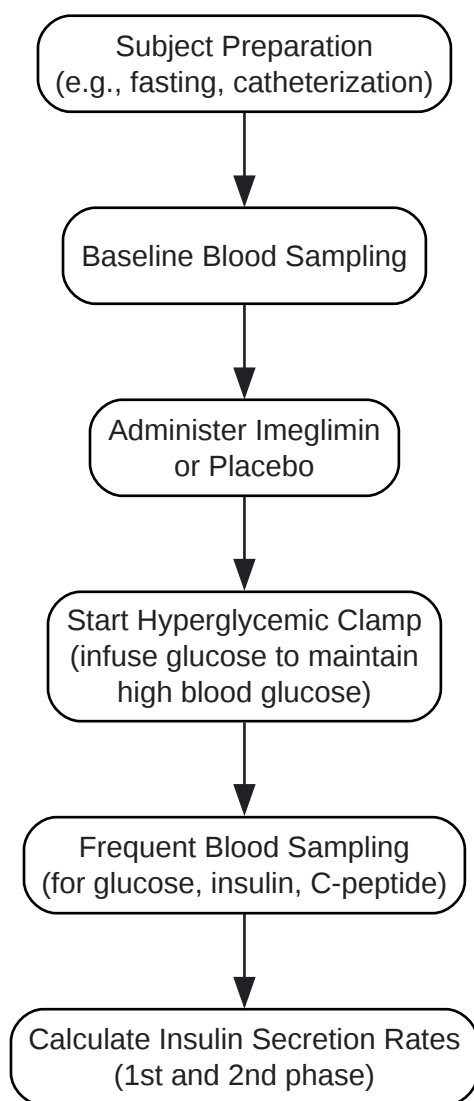 Subject Preparation
(e.g., fasting, catheterization)
Baseline Blood Sampling
Administer Imeglimin
or Placebo
Start Hyperglycemic Clamp
(infuse glucose to maintain
high blood glucose)
Frequent Blood Sampling
(for glucose, insulin, C-peptide)
Calculate Insulin Secretion Rates
(1st and 2nd phase)